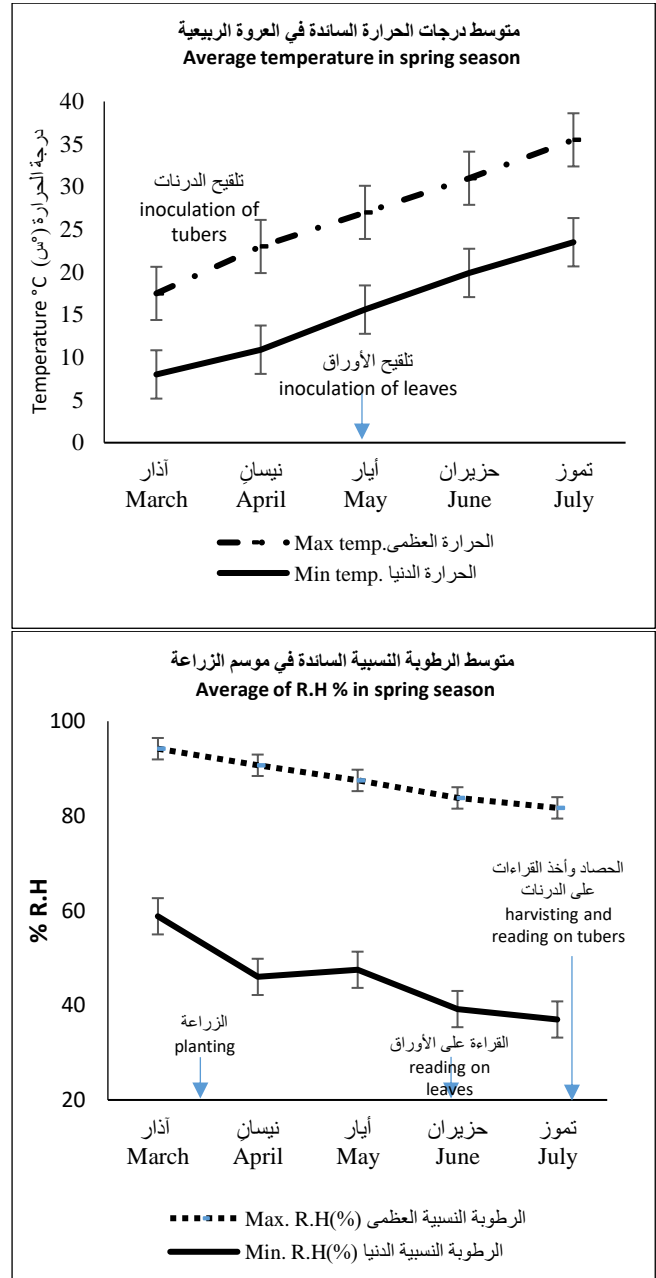 متوسط درجات الحرارة السائدة في العروة الربيعية
Average temperature in spring season
درجة الحرارة (°س)
Temperature °C
40
35
30
25
20
15
10
5
0
تلقيح الدرنات
inoculation of
tubers
تلقيح الأوراق
inoculation of leaves
آذار
March
نيسانِ
April
أيار
May
حزيران
June
تموز
July
Max temp.الحرارة العظمى
Min temp. الحرارة الدنيا
متوسط الرطوبة النسبية السائدة في موسم الزراعة
Average of R.H % in spring season
% R.H
100
80
60
40
20
الزراعة
planting
القراءة على الأوراق
reading on
leaves
الحصاد وأخذ القراءات
على الدرنات
harvisting and
reading on tubers
آذار
March
نيسانِ
April
أيار
May
حزيران
June
تموز
July
Max. R.H(%) الرطوبة النسبية العظمى
Min. R.H(%) الرطوبة النسبية الدنيا